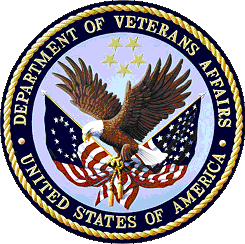 DEPARTMENT OF VETERANS AFFAIRS
UNITED STATES OF AMERICA